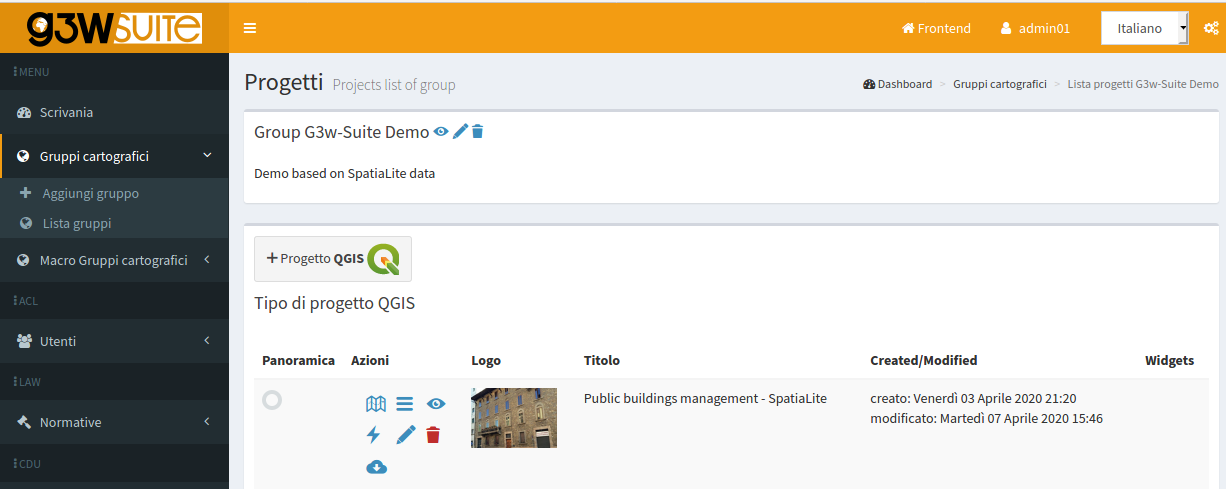 g3wsuite
Frontend
admin01
Italiano
MENU
Scrivania
Gruppi cartografici
Aggiungi gruppo
Lista gruppi
Macro Gruppi cartografici
ACL
Utenti
LAW
Normative
CDU
Progetti Projects list of group
Dashboard > Gruppi cartografici > Lista progetti G3w-Suite Demo
Group G3w-Suite Demo
Demo based on SpatiaLite data
+ Progetto QGIS
Tipo di progetto QGIS
Panoramica Azioni Logo Titolo Created/Modified Widgets
Public buildings management - SpatiaLite
creato: Venerdì 03 Aprile 2020 21:20
modificato: Martedì 07 Aprile 2020 15:46